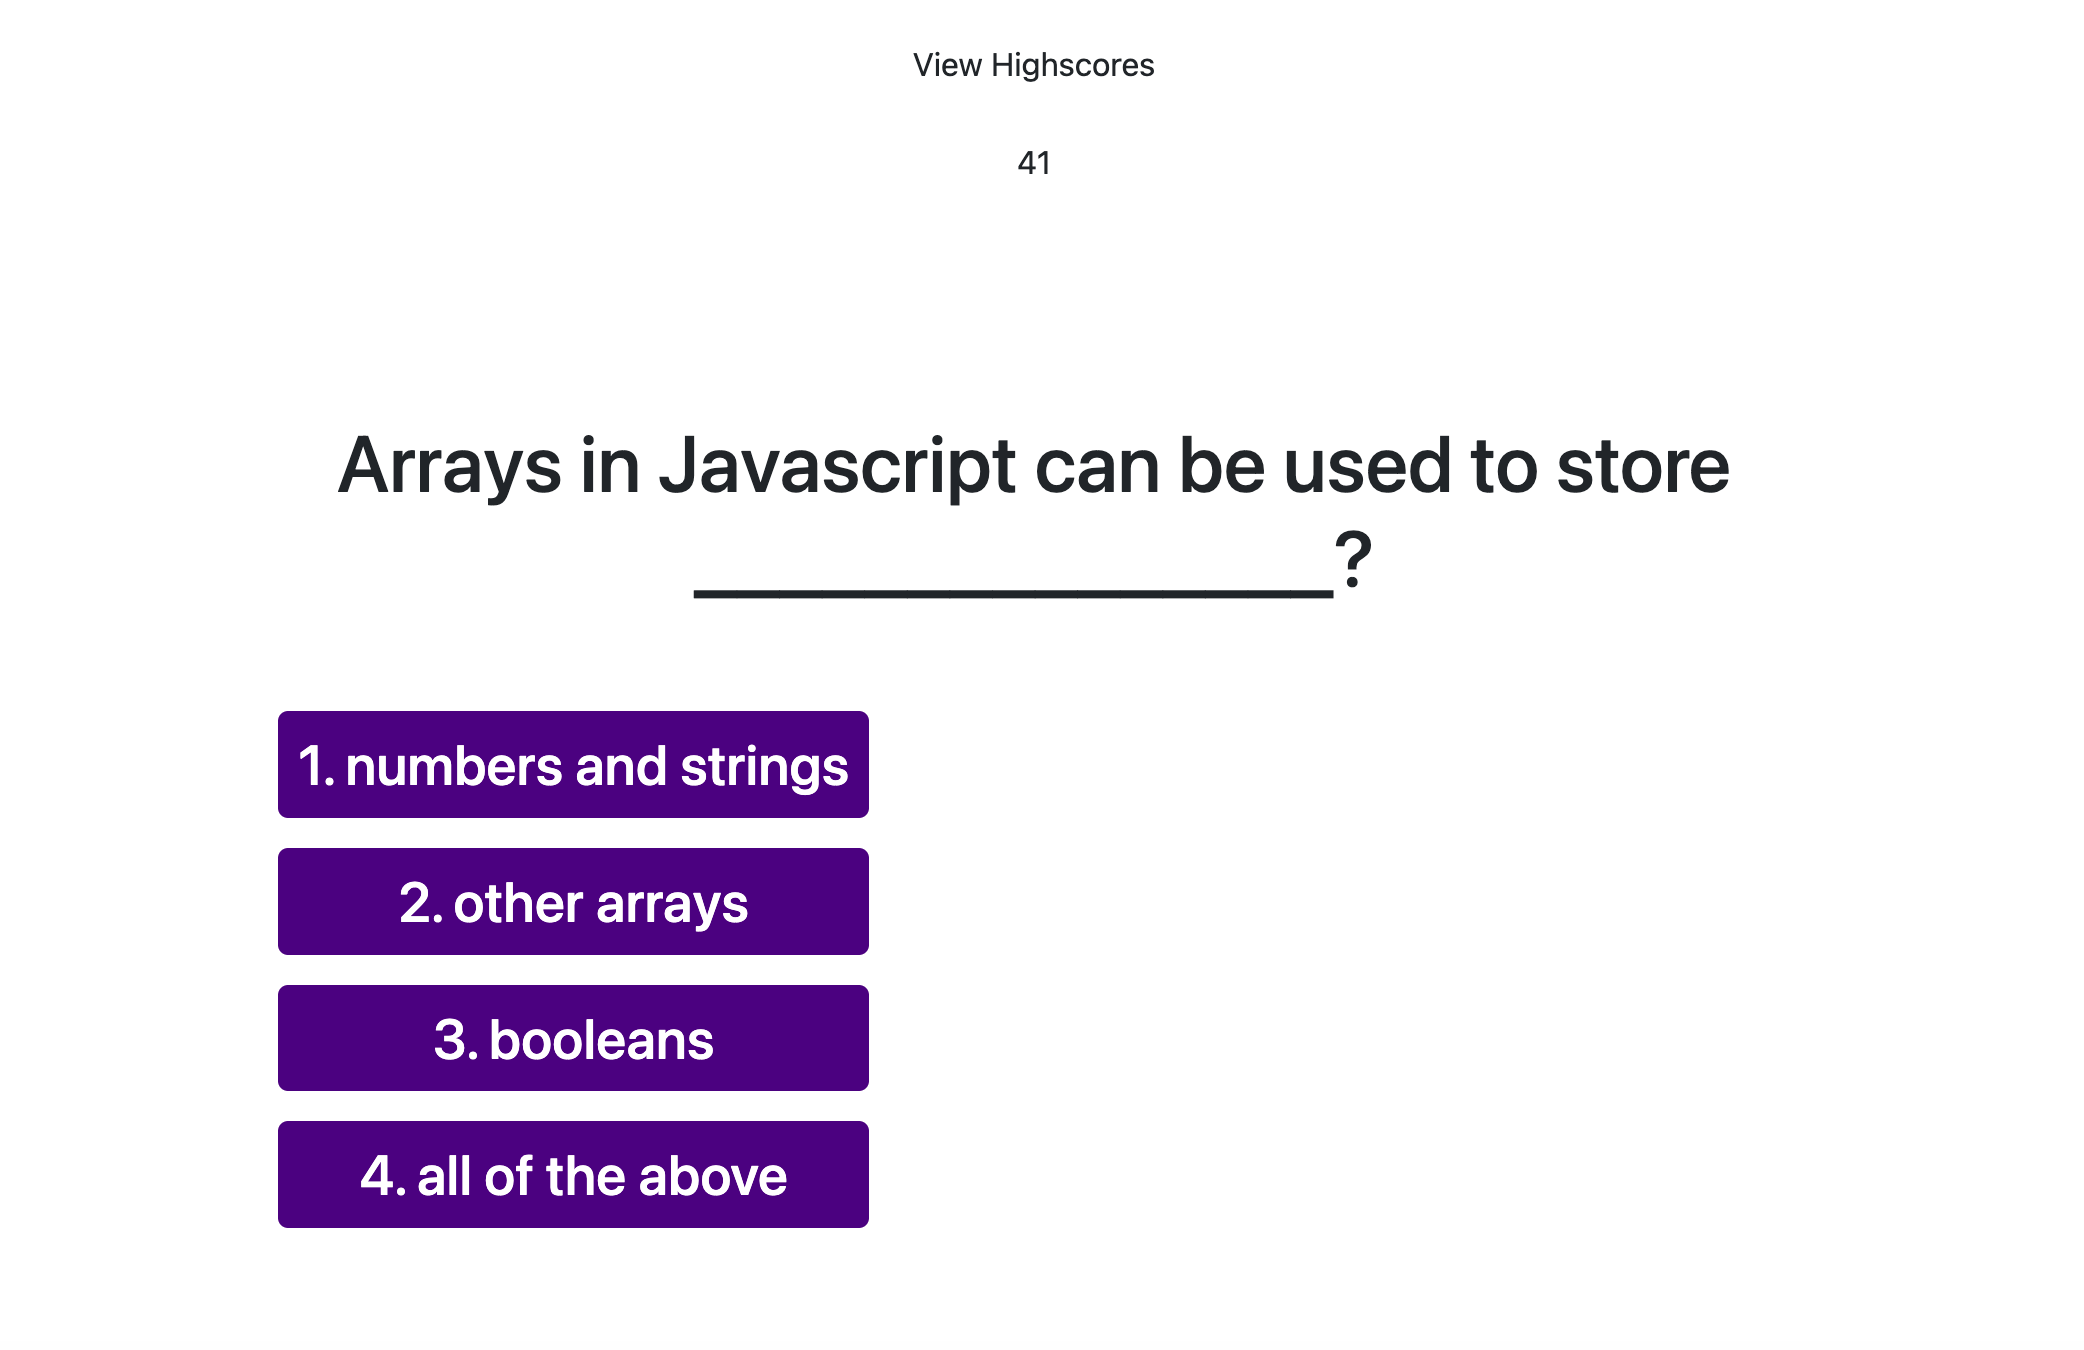 View Highscores
41
Arrays in Javascript can be used to store
_______________?
1. numbers and strings
2. other arrays
3. booleans
4. all of the above